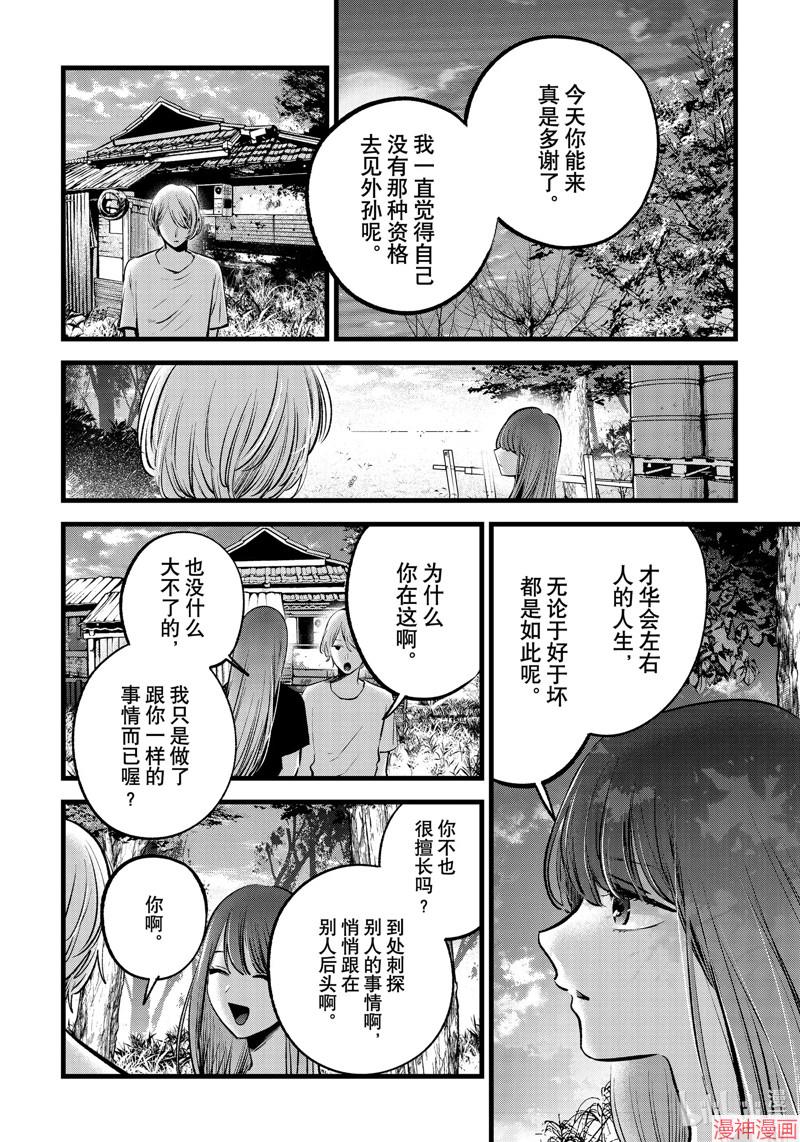 今天你能来
真是多谢了。
我一直觉得自己
没有那种资格
去见外孙呢。
才华会左右
人的人生，
无论于好于坏
都是如此呢。
为什么
你在这啊。
也没什么
大不了的，
我只是做了
跟你一样的
事情而已喔？
你不也
很擅长吗？
到处刺探
别人的事情啊，
悄悄跟在
别人后头啊。
你啊。
漫神漫画